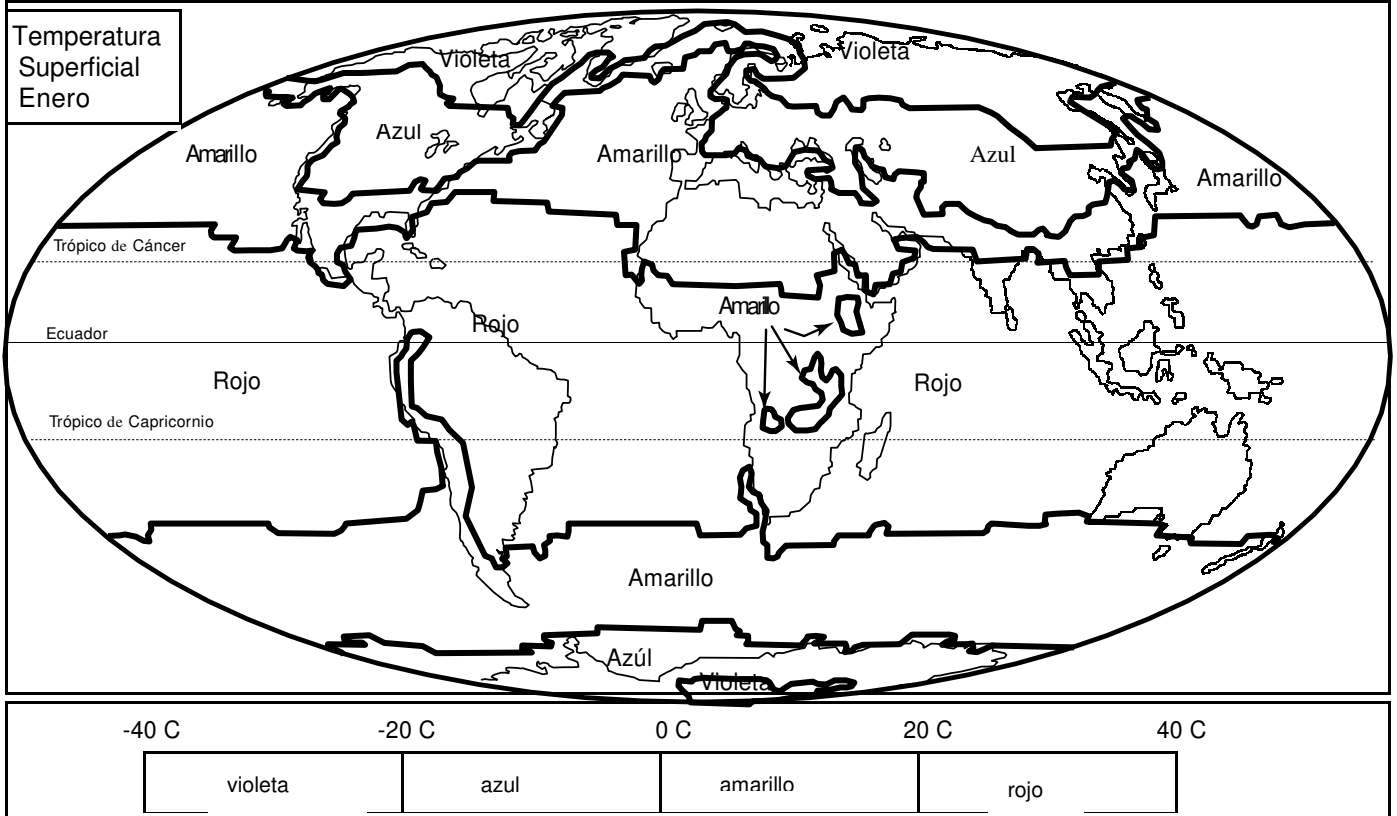 Temperatura
Superficial
Enero
Violeta
Violeta
Azul
Amarillo
Amarillo
Azul
Amarillo
Trópico de Cáncer
Amarillo
Rojo
Ecuador
Rojo
Rojo
Trópico de Capricornio
Amarillo
Azúl
Violeta
-40 C -20 C 0 C 20 C 40 C
violeta azul amarillo rojo